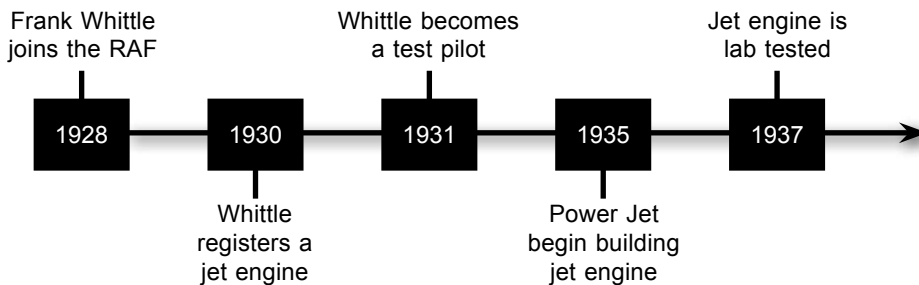 Frank Whittle
joins the RAF
Whittle becomes
a test pilot
Jet engine is
lab tested
1928
1930
1931
1935
1937
Whittle
registers a
jet engine
Power Jet
begin building
jet engine